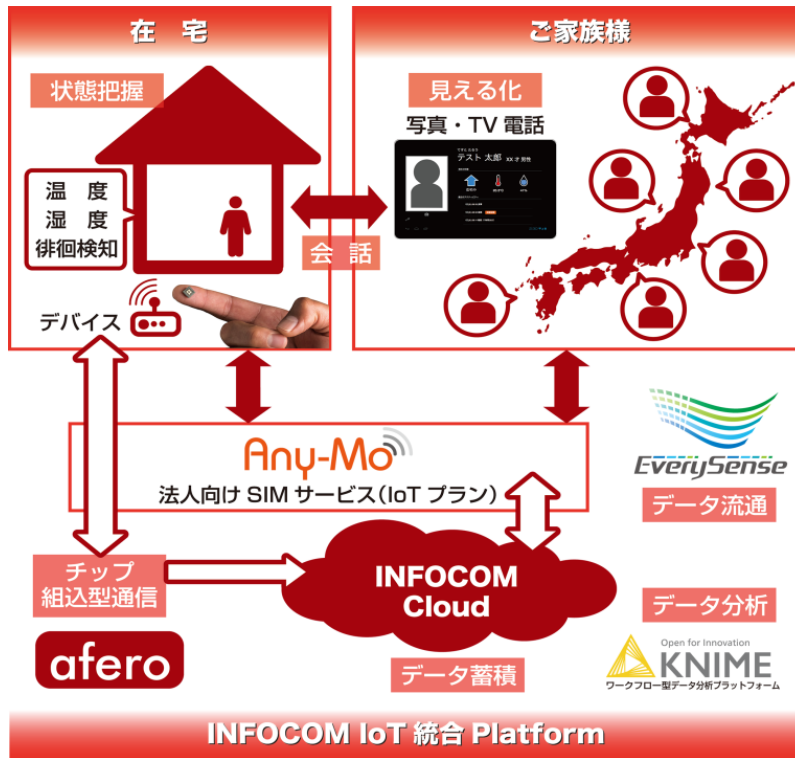 在 宅
ご家族様
状態把握
見える化
写真・TV 電話
テスト 太郎 XX 才 男性
温 度
湿 度
徘徊検知
会 話
デバイス
Any-Mo
法人向け SIM サービス(IoT プラン)
EverySense
データ流通
チップ
組込型通信
INFOCOM
Cloud
データ分析
afero
データ蓄積
Open for Innovation
KNIME
ワークフロー型データ分析プラットフォーム
INFOCOM IoT 統合 Platform